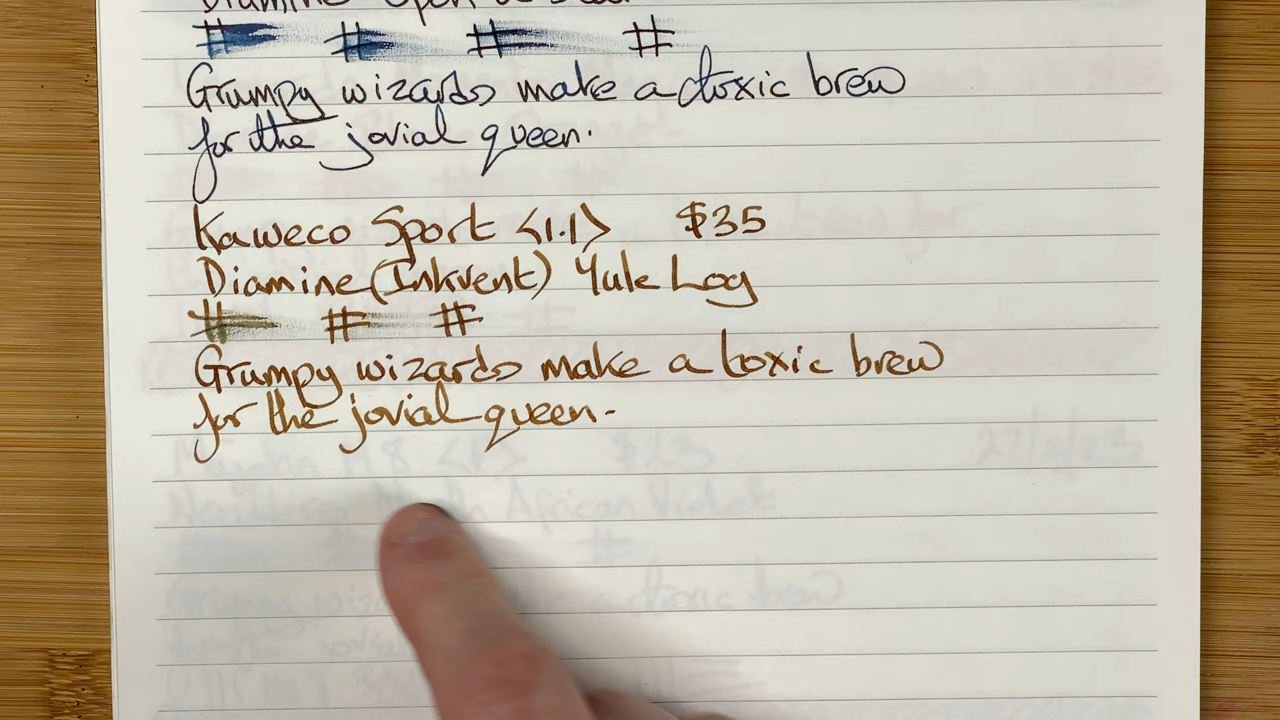 # # # #
Grumpy wizards make a toxic brew
for the jovial queen.
Kaweco Sport <1.1> $35
Diamine (Inkvent) Yule Log
# # #
Grumpy wizards make a toxic brew
for the jovial queen.